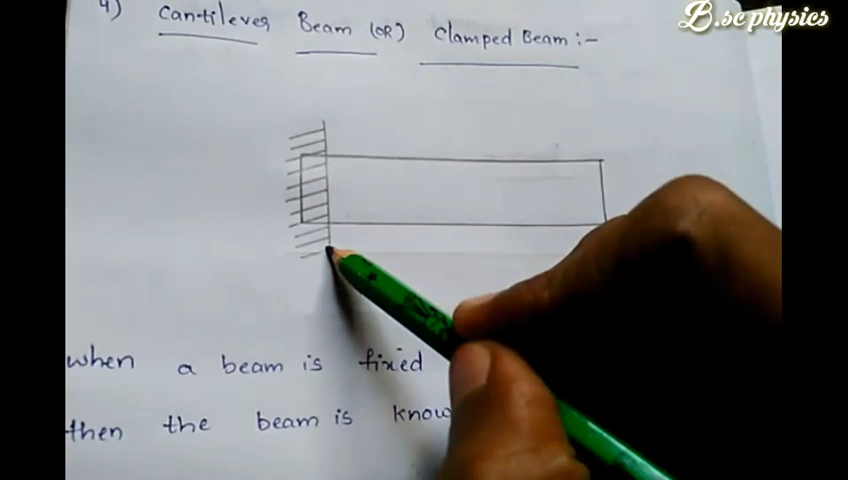 B.sc physics
4) Cantilever Beam (OR) Clamped Beam :-
when a beam is fixed
then the beam is know